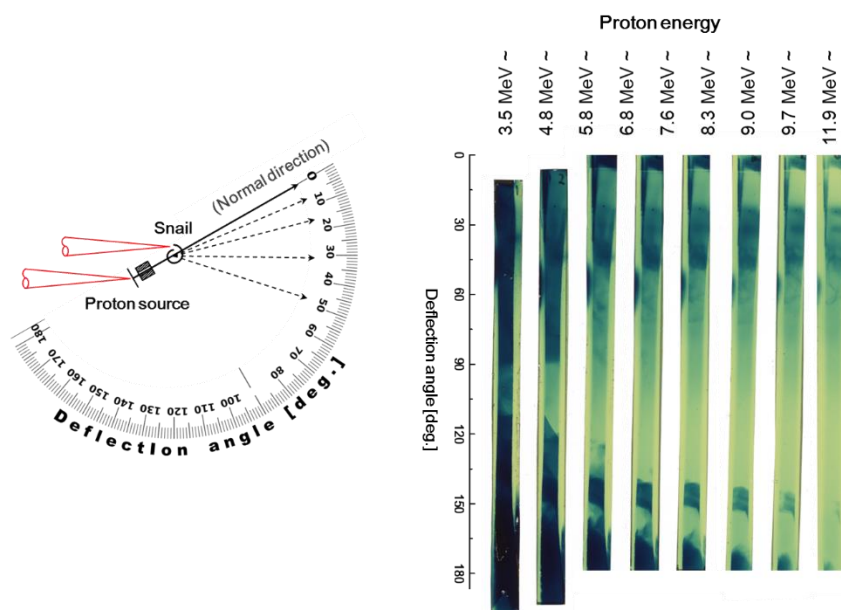 Proton energy
3.5 MeV ~
4.8 MeV ~
5.8 MeV ~
6.8 MeV ~
7.6 MeV ~
8.3 MeV ~
9.0 MeV ~
9.7 MeV ~
11.9 MeV ~
(Normal direction)
Snail
Proton source
0
10
20
30
40
50
60
70
80
100
110
120
130
140
150
160
170
180
Deflection angle [deg.]
0
30
60
90
120
150
180
Deflection angle [deg.]